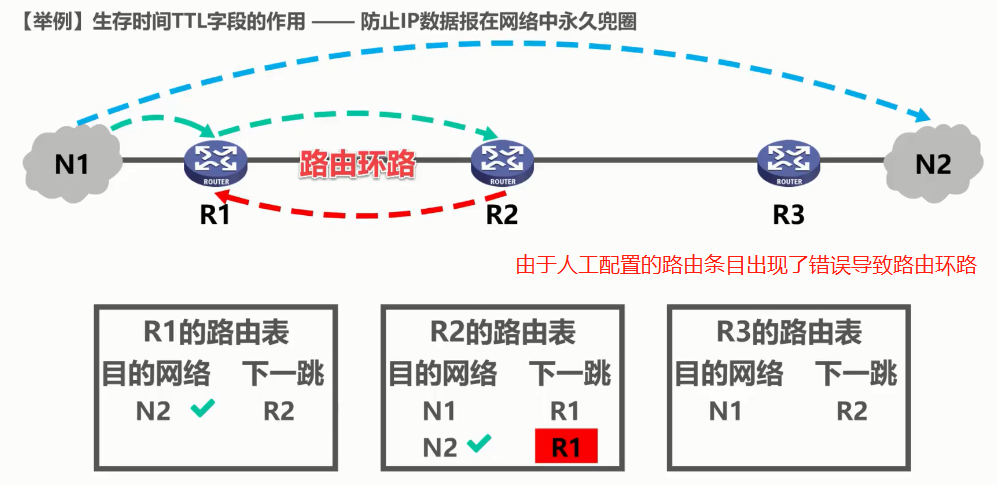 【举例】生存时间TTL字段的作用 —— 防止IP数据报在网络中永久兜圈
N1
ROUTER
路由环路
ROUTER
ROUTER
N2
R1
R2
R3
由于人工配置的路由条目出现了错误导致路由环路
R1的路由表
目的网络 下一跳
N2 R2
R2的路由表
目的网络 下一跳
N1 R1
N2 R1
R3的路由表
目的网络 下一跳
N1 R2